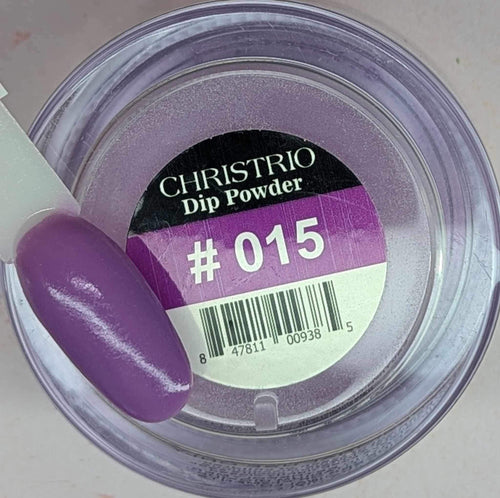 CHRISTRIO
Dip Powder
# 015
8 47811 00938 5